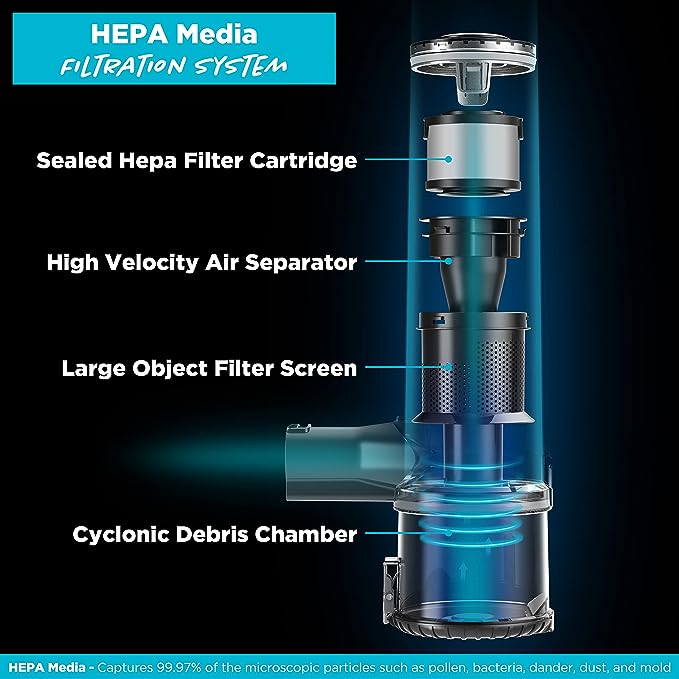 HEPA Media
FILTRATION SYSTEM
Sealed Hepa Filter Cartridge
High Velocity Air Separator
Large Object Filter Screen
Cyclonic Debris Chamber
HEPA Media - Captures 99.97% of the microscopic particles such as pollen, bacteria, dander, dust, and mold